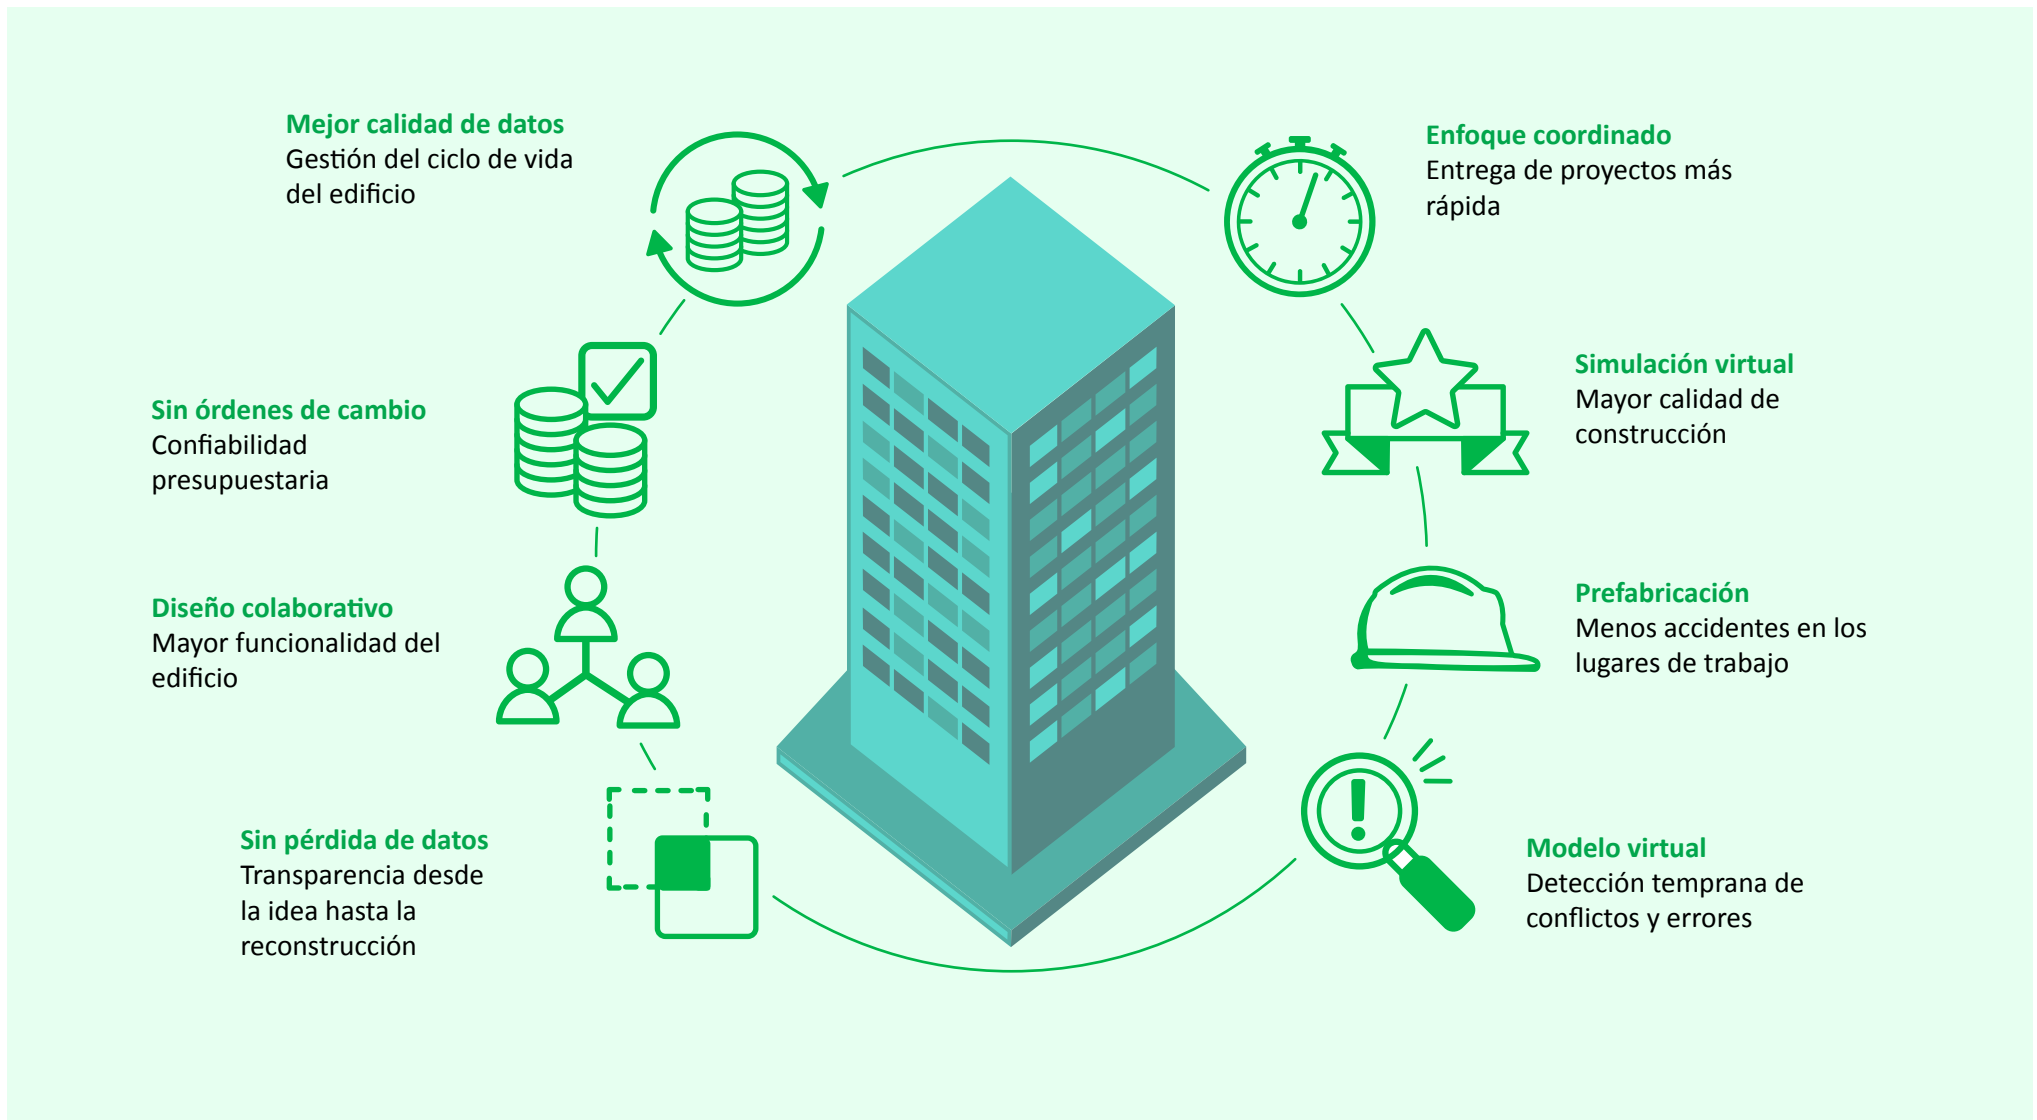 Mejor calidad de datos
Gestión del ciclo de vida
del edificio
Enfoque coordinado
Entrega de proyectos más
rápida
Sin órdenes de cambio
Confiabilidad
presupuestaria
Simulación virtual
Mayor calidad de
construcción
Diseño colaborativo
Mayor funcionalidad del
edificio
Prefabricación
Menos accidentes en los
lugares de trabajo
Sin pérdida de datos
Transparencia desde
la idea hasta la
reconstrucción
Modelo virtual
Detección temprana de
conflictos y errores